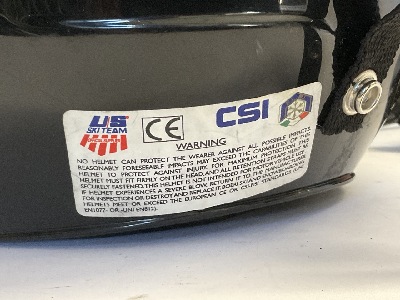 US
SKI TEAM
CE
CSI
WARNING
NO HELMET CAN PROTECT THE WEARER AGAINST ALL POSSIBLE IMPACTS.
REASONABLY FORESEEABLE IMPACTS MAY EXCEED THE CAPABILITIES OF THIS
HELMET TO PROTECT AGAINST INJURY. FOR MAXIMUM PROTECTION, THIS
HELMET MUST FIT FIRMLY ON THE HEAD AND ALL RETENTION STRAPS MUST BE
SECURELY FASTENED. THIS HELMET IS NOT INTENDED FOR MOTOR VEHICLE USE.
IF HELMET EXPERIENCES A SEVERE BLOW, RETURN IT TO THE MANUFACTURER
FOR INSPECTION OR DESTROY AND REPLACE IT.
HELMETS MEET OR EXCEED THE EUROPEAN CE OR STANDARDS
EN1077